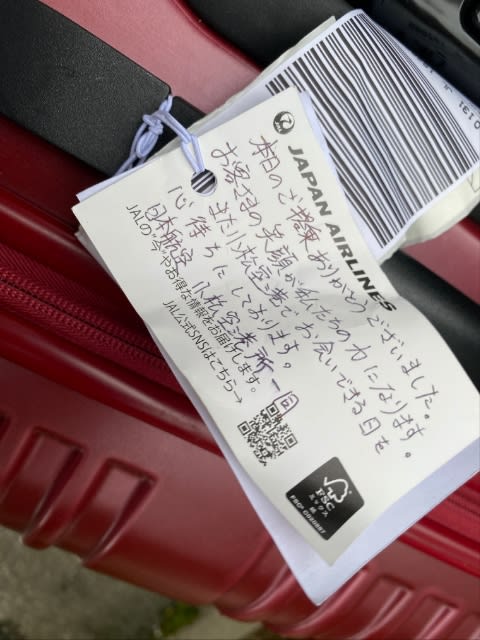 JAPAN AIRLINES
本日のご搭乗ありがとうございました。
お客さまの笑顔が私たちの力になります。
また小松空港でお会いできる日を
心待ちにしております。
日本航空 小松空港所一同
JALの"今"やお得な情報をお届けします。
JAL公式SNSはこちら→
FSC
ミックス
紙